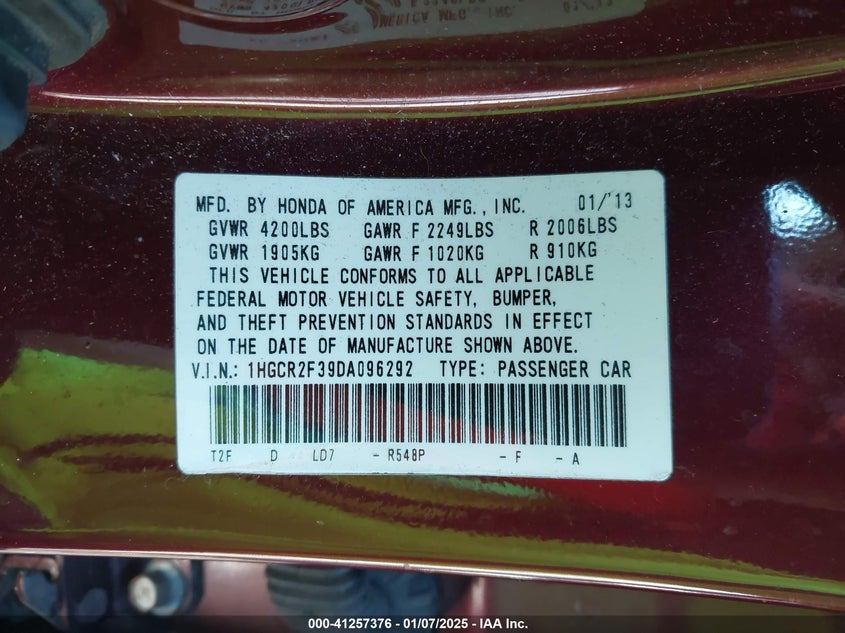 MERICA MFG., INC.
MFD. BY HONDA OF AMERICA MFG., INC. 01/'13
GVWR 4200LBS GAWR F 2249LBS R 2006LBS
GVWR 1905KG GAWR F 1020KG R 910KG
THIS VEHICLE CONFORMS TO ALL APPLICABLE
FEDERAL MOTOR VEHICLE SAFETY, BUMPER,
AND THEFT PREVENTION STANDARDS IN EFFECT
ON THE DATE OF MANUFACTURE SHOWN ABOVE.
V.I.N.: 1HGCR2F39DA096292 TYPE: PASSENGER CAR
T2F D LD7 - R548P - F - A
000-41257376 | 01/07/2025 - IAA Inc.